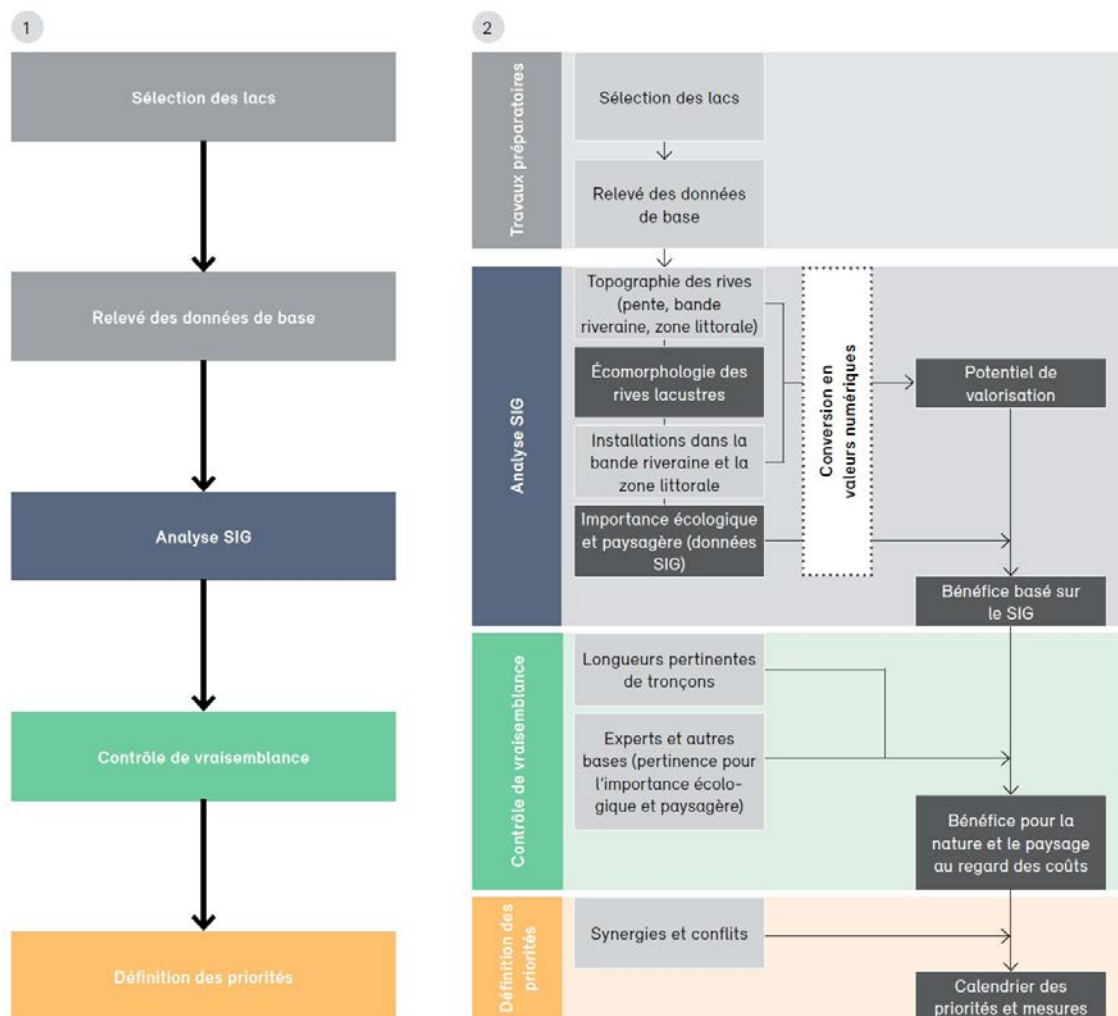 1
Sélection des lacs
Relevé des données de base
Analyse SIG
Contrôle de vraisemblance
Définition des priorités
2
Travaux préparatoires
Sélection des lacs
Relevé des données
de base
Analyse SIG
Topographie des rives
(pente, bande
riveraine, zone littorale)
Écomorphologie des
rives lacustres
Installations dans la
bande riveraine et la
zone littorale
Importance écologique
et paysagère (données
SIG)
Conversion en
valeurs numériques
Potentiel de
valorisation
Bénéfice basé sur
le SIG
Contrôle de vraisemblance
Longueurs pertinentes
de tronçons
Experts et autres
bases (pertinence pour
l'importance écolo-
gique et paysagère)
Bénéfice pour la
nature et le paysage
au regard des coûts
Définition des
priorités
Synergies et conflits
Calendrier des
priorités et mesures